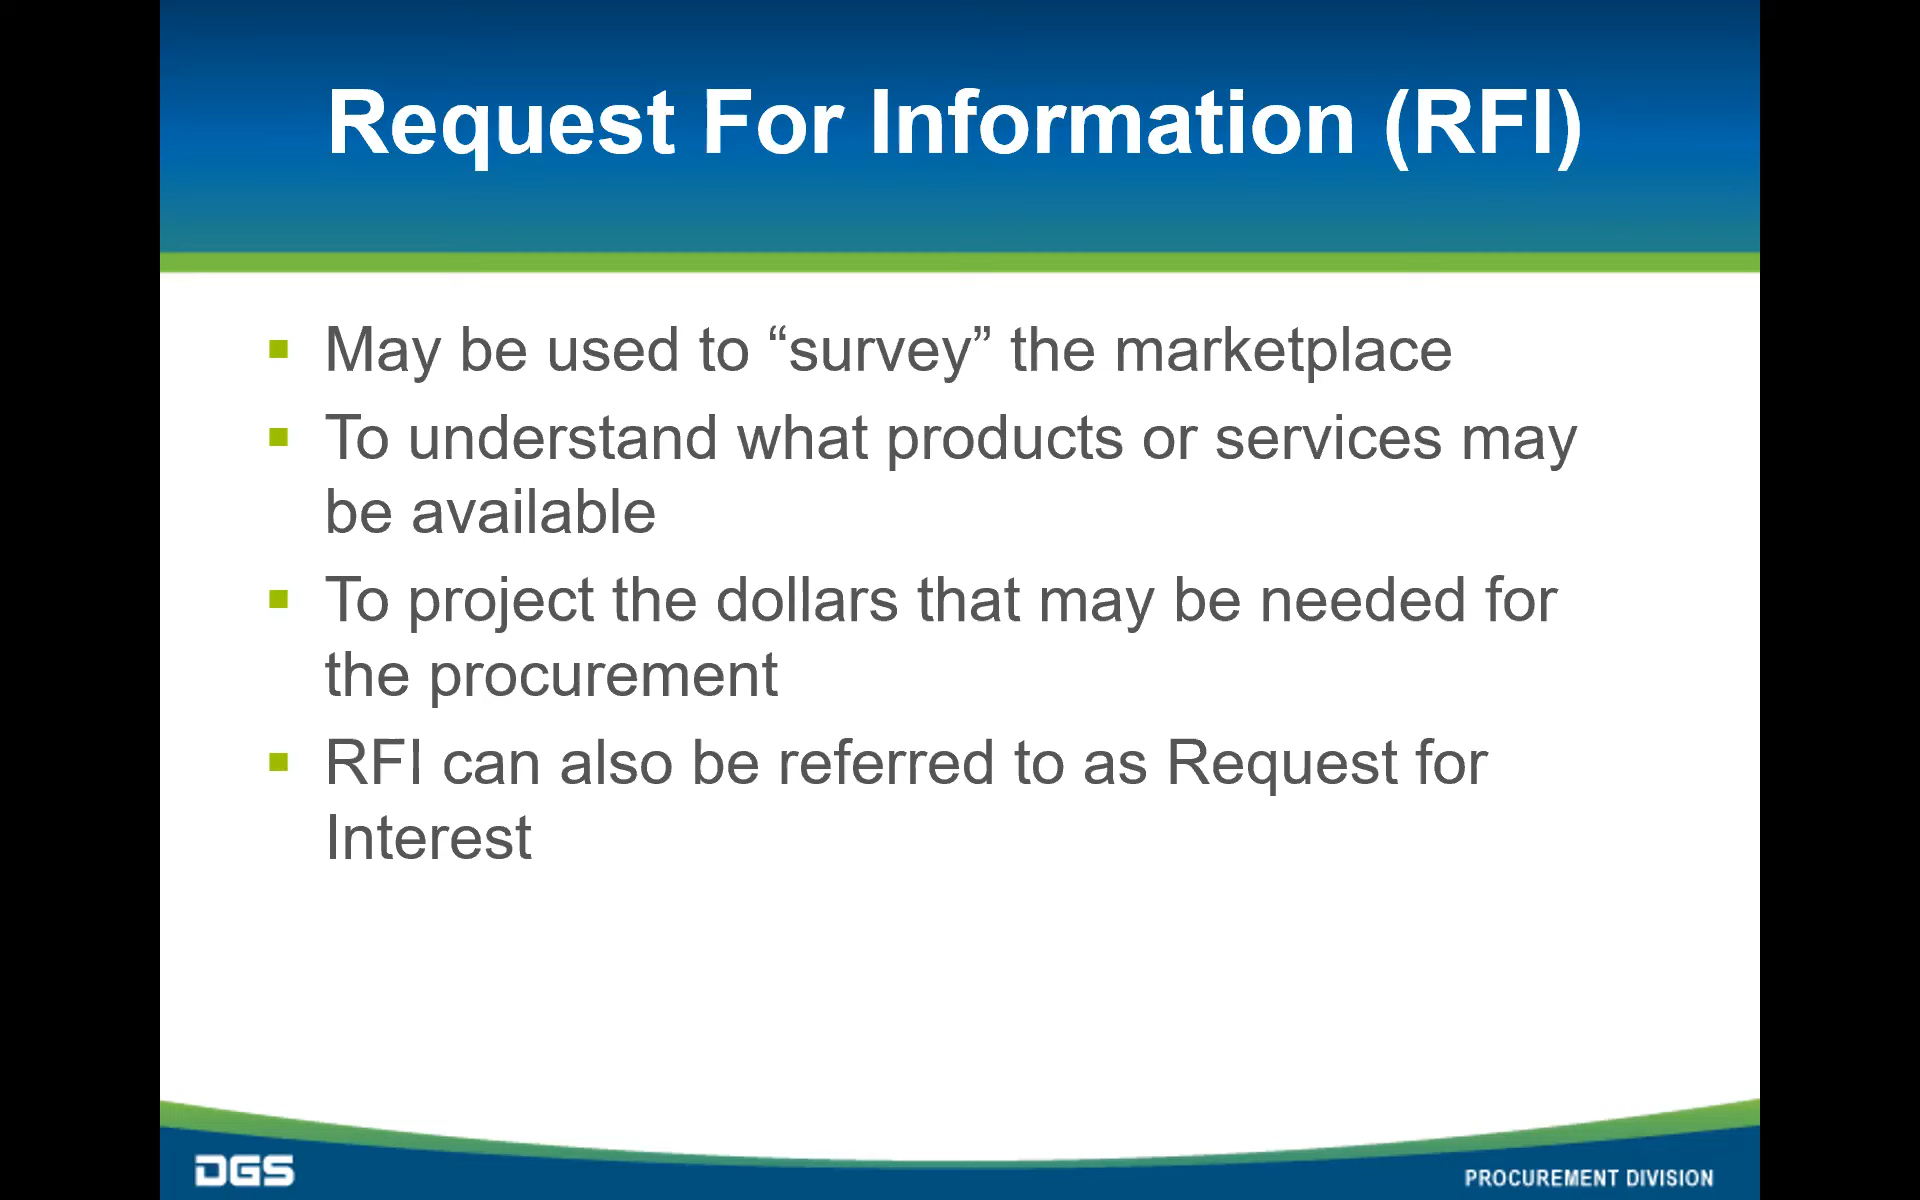 Request For Information (RFI)
May be used to “survey” the marketplace
To understand what products or services may
be available
To project the dollars that may be needed for
the procurement
RFI can also be referred to as Request for
Interest
DGS
PROCUREMENT DIVISION